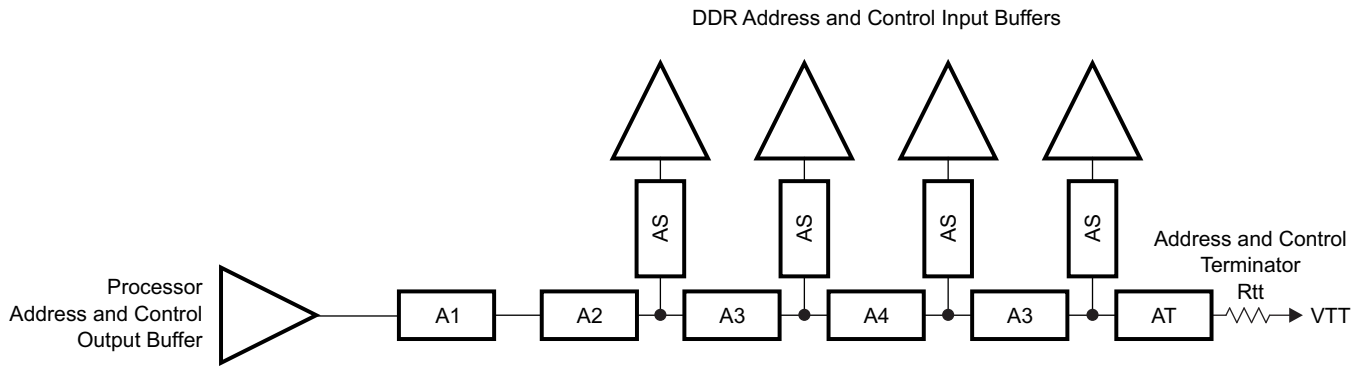 DDR Address and Control Input Buffers
AS
AS
AS
AS
Address and Control
Terminator
Rtt
Processor
Address and Control
Output Buffer
A1
A2
A3
A4
A3
AT
VTT